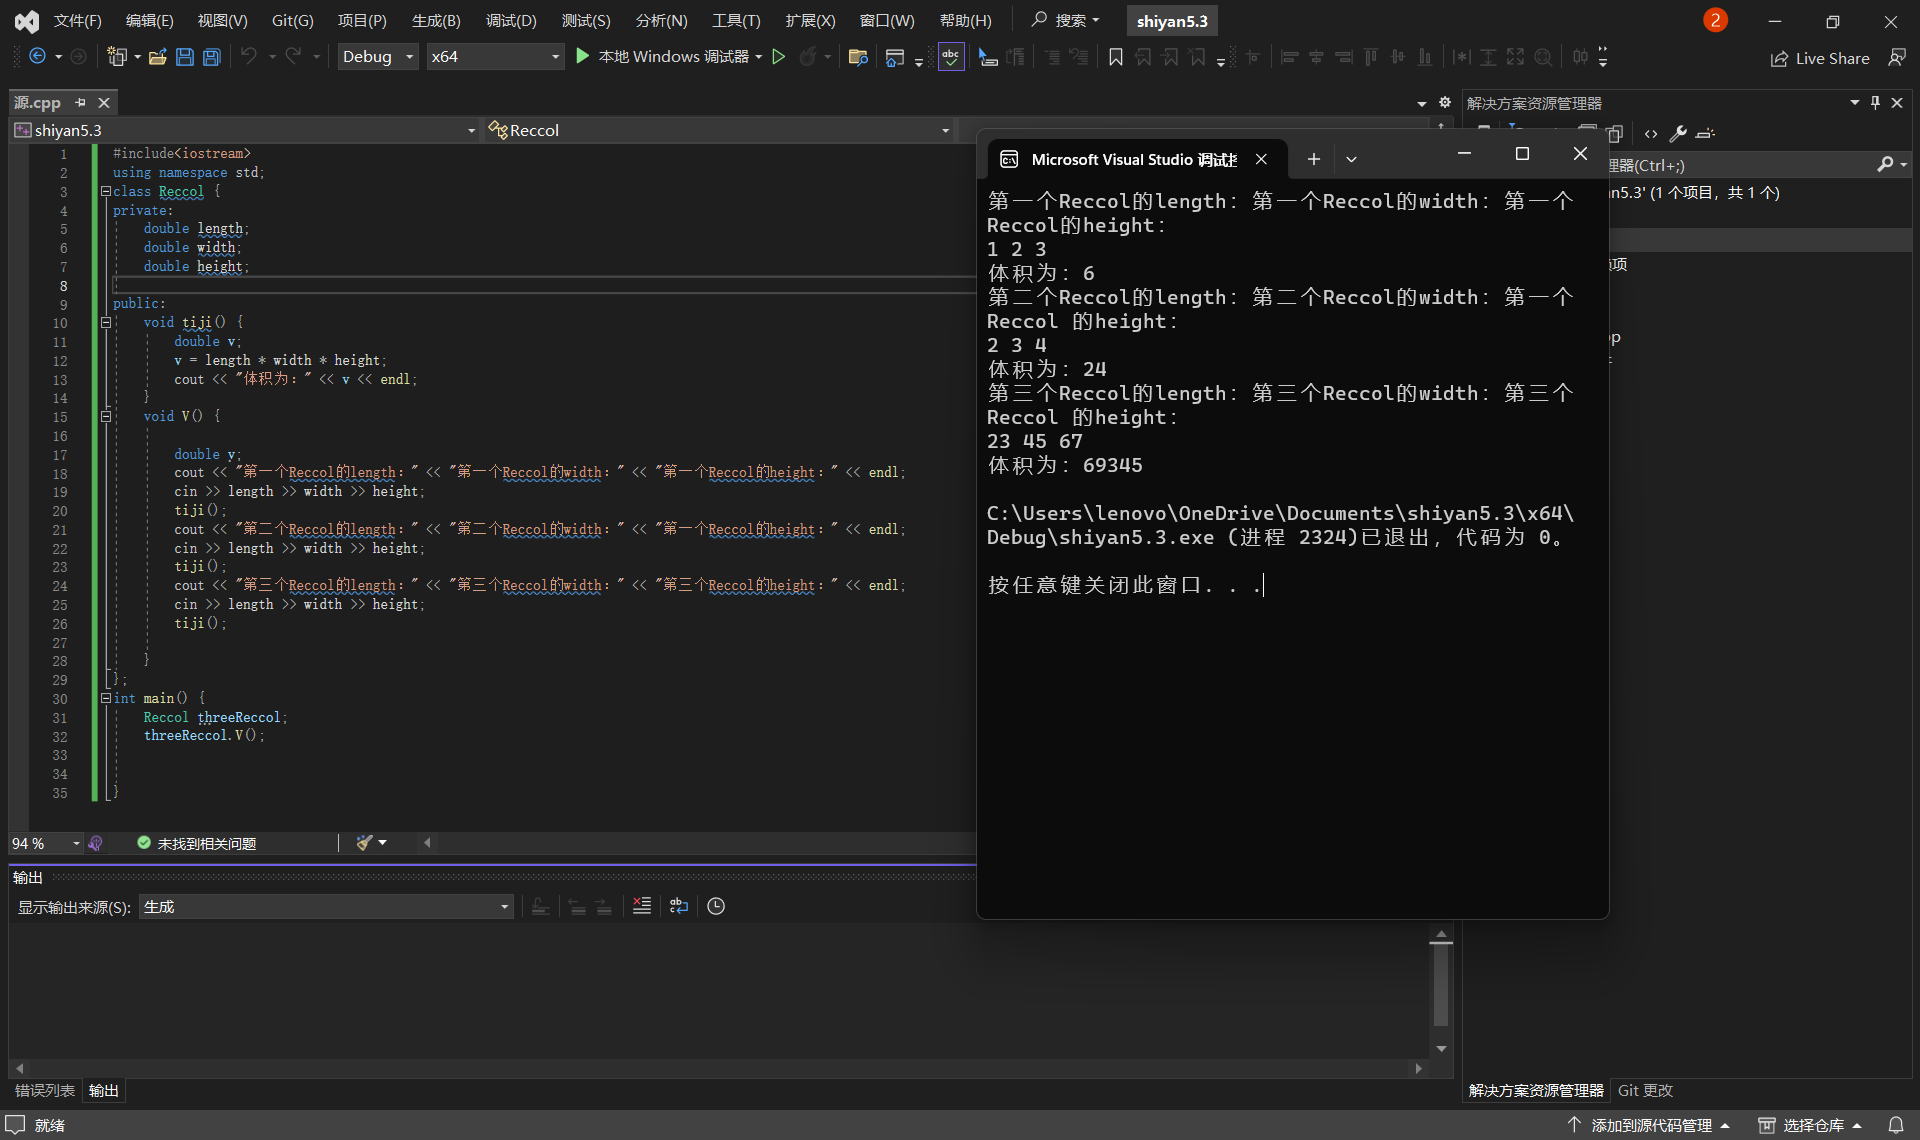 文件(F) 编辑(E) 视图(V) Git(G) 项目(P) 生成(B) 调试(D) 测试(S) 分析(N) 工具(T) 扩展(X) 窗口(W) 帮助(H) 搜索 shiyan5.3 2
Debug x64 本地 Windows 调试器 abc Live Share
源.cpp
shiyan5.3 Reccol
1 #include<iostream>
2 using namespace std;
3 class Reccol {
4 private:
5 double length;
6 double width;
7 double height;
8
9 public:
10 void tiji() {
11 double v;
12 v = length * width * height;
13 cout << "体积为：" << v << endl;
14 }
15 void V() {
16
17 double y;
18 cout << "第一个Reccol的length：" << "第一个Reccol的width：" << "第一个Reccol的height：" << endl;
19 cin >> length >> width >> height;
20 tiji();
21 cout << "第二个Reccol的length：" << "第二个Reccol的width：" << "第一个Reccol的height：" << endl;
22 cin >> length >> width >> height;
23 tiji();
24 cout << "第三个Reccol的length：" << "第三个Reccol的width：" << "第三个Reccol的height：" << endl;
25 cin >> length >> width >> height;
26 tiji();
27
28 }
29 };
30 int main() {
31 Reccol threeReccol;
32 threeReccol.V();
33
34
35 }
94 % 未找到相关问题
输出
显示输出来源(S): 生成
错误列表 输出
就绪
Microsoft Visual Studio 调试
第一个Reccol的length：第一个Reccol的width：第一个
Reccol的height：
1 2 3
体积为：6
第二个Reccol的length：第二个Reccol的width：第一个
Reccol 的height：
2 3 4
体积为：24
第三个Reccol的length：第三个Reccol的width：第三个
Reccol 的height：
23 45 67
体积为：69345
C:\Users\lenovo\OneDrive\Documents\shiyan5.3\x64\
Debug\shiyan5.3.exe (进程 2324)已退出，代码为 0。
按任意键关闭此窗口. . .
解决方案资源管理器
理器(Ctrl+;)
n5.3' (1 个项目，共 1 个)
项
解决方案资源管理器 Git 更改
添加到源代码管理 选择仓库